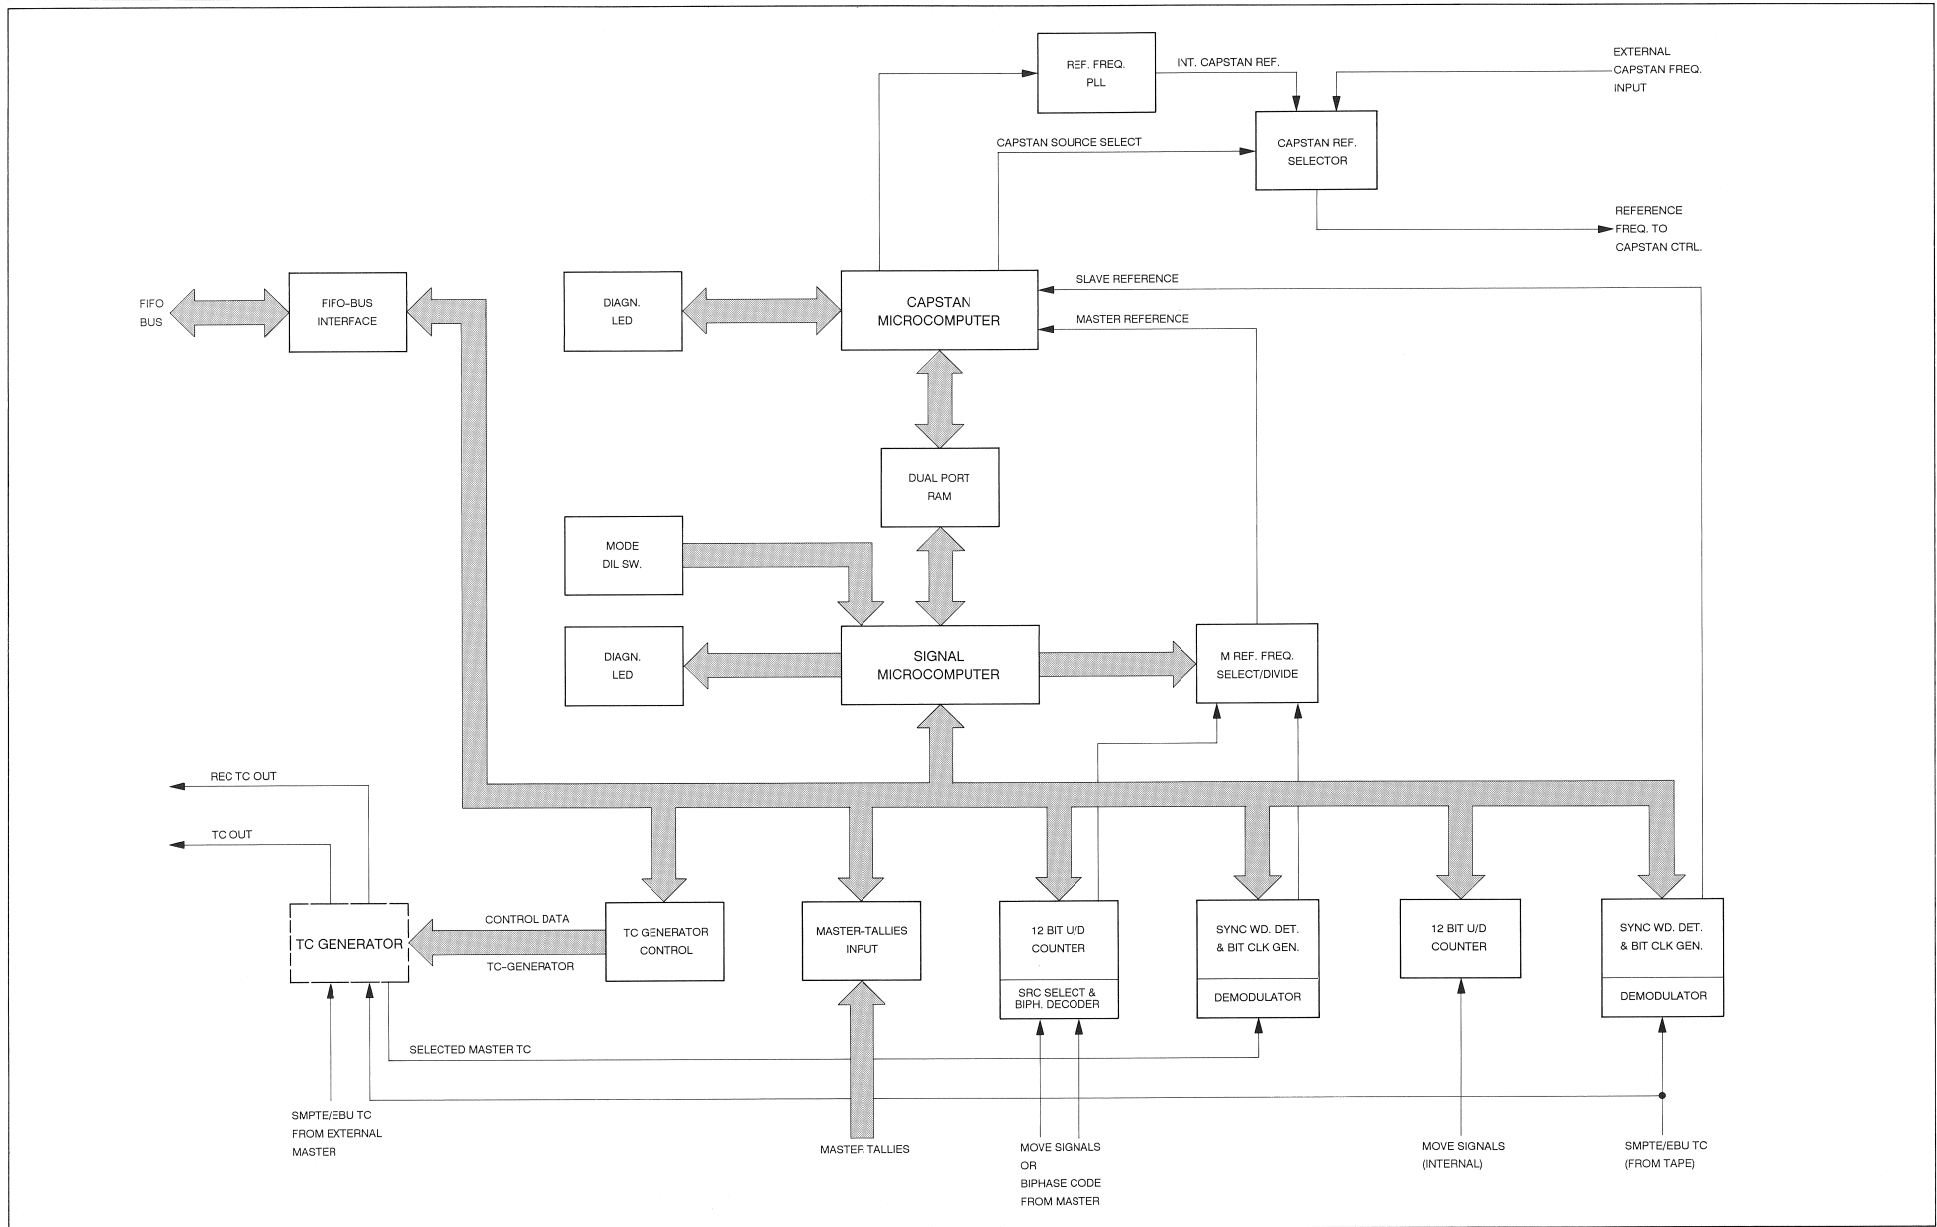 REF. FREQ.
PLL
INT. CAPSTAN REF.
EXTERNAL
CAPSTAN FREQ.
INPUT
CAPSTAN SOURCE SELECT
CAPSTAN REF.
SELECTOR
REFERENCE
FREQ. TO
CAPSTAN CTRL.
FIFO
BUS
FIFO-BUS
INTERFACE
DIAGN.
LED
CAPSTAN
MICROCOMPUTER
SLAVE REFERENCE
MASTER REFERENCE
DUAL PORT
RAM
MODE
DIL SW.
DIAGN.
LED
SIGNAL
MICROCOMPUTER
M REF. FREQ.
SELECT/DIVIDE
REC TC OUT
TC OUT
TC GENERATOR
CONTROL DATA
TC-GENERATOR
TC GENERATOR
CONTROL
MASTER-TALLIES
INPUT
12 BIT U/D
COUNTER
SRC SELECT &
BIPH. DECODER
SYNC WD. DET.
& BIT CLK GEN.
DEMODULATOR
12 BIT U/D
COUNTER
SYNC WD. DET.
& BIT CLK GEN.
DEMODULATOR
SELECTED MASTER TC
SMPTE/EBU TC
FROM EXTERNAL
MASTER
MASTER TALLIES
MOVE SIGNALS
OR
BIPHASE CODE
FROM MASTER
MOVE SIGNALS
(INTERNAL)
SMPTE/EBU TC
(FROM TAPE)